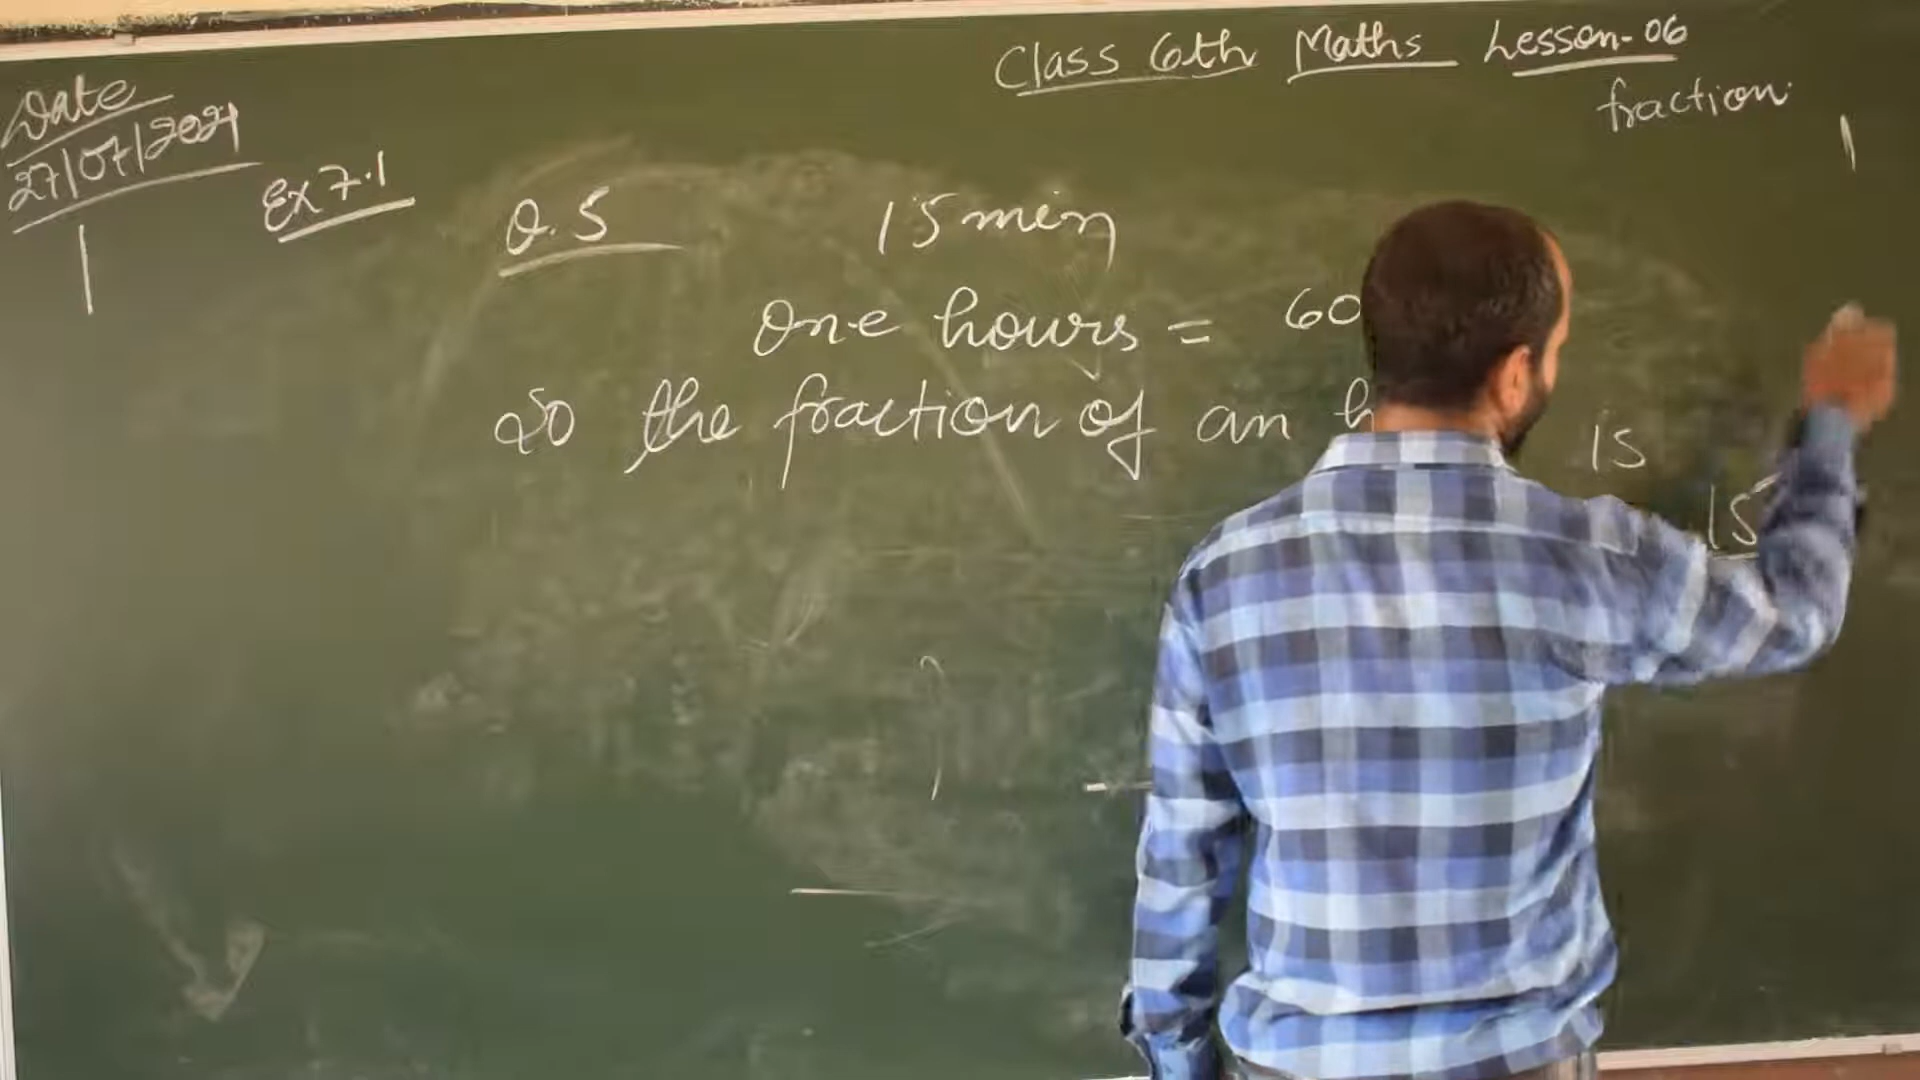 Class 6th Maths Lesson-06
fraction
Date
27/07/2021
Ex 7.1
Q.5 15 min
One hours = 60
So the fraction of an h
15
15